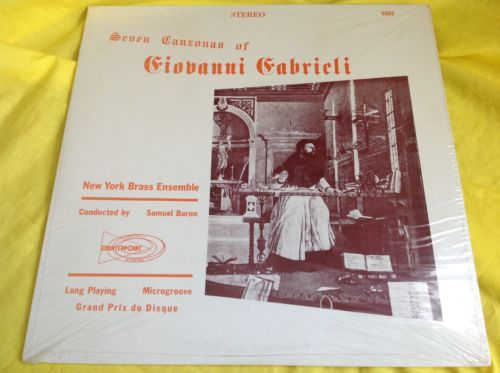 STEREO
Seven Canzonas of
Giovanni Gabrieli
New York Brass Ensemble
Conducted by Samuel Baron
COUNTERPOINT
Long Playing Microgroove
Grand Prix du Disque